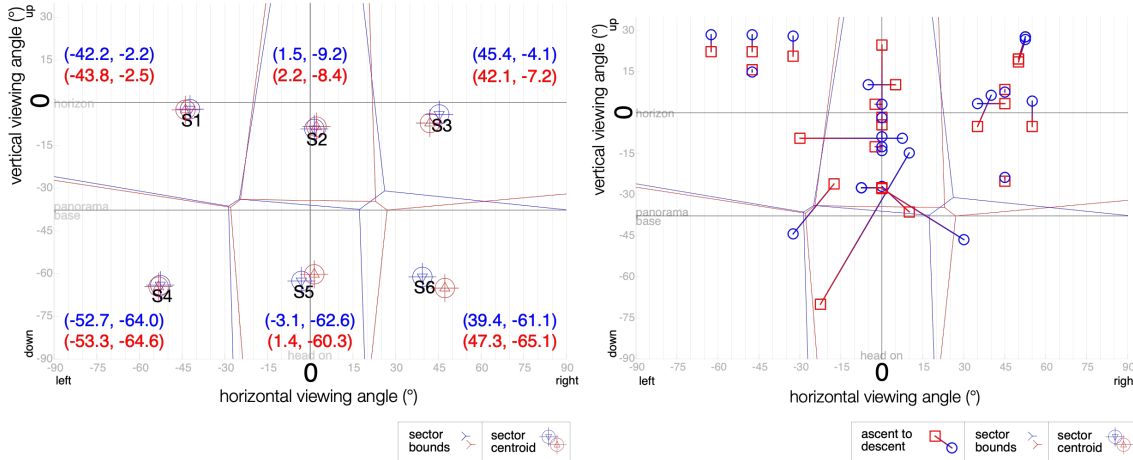 up
30
15
0
horizon
-15
-30
panorama
base
-45
-60
-75
down
-90
vertical viewing angle (°)
(-42.2, -2.2)
(-43.8, -2.5)
(1.5, -9.2)
(2.2, -8.4)
(45.4, -4.1)
(42.1, -7.2)
S1
S2
S3
S4
S5
S6
(-52.7, -64.0)
(-53.3, -64.6)
(-3.1, -62.6)
(1.4, -60.3)
(39.4, -61.1)
(47.3, -65.1)
head on
-90 -75 -60 -45 -30 -15 0 15 30 45 60 75 90
left
right
horizontal viewing angle (°)
sector
bounds
sector
centroid
up
30
15
0
horizon
-15
-30
panorama
base
-45
-60
-75
down
-90
vertical viewing angle (°)
head on
-90 -75 -60 -45 -30 -15 0 15 30 45 60 75 90
left
right
horizontal viewing angle (°)
ascent to
descent
sector
bounds
sector
centroid